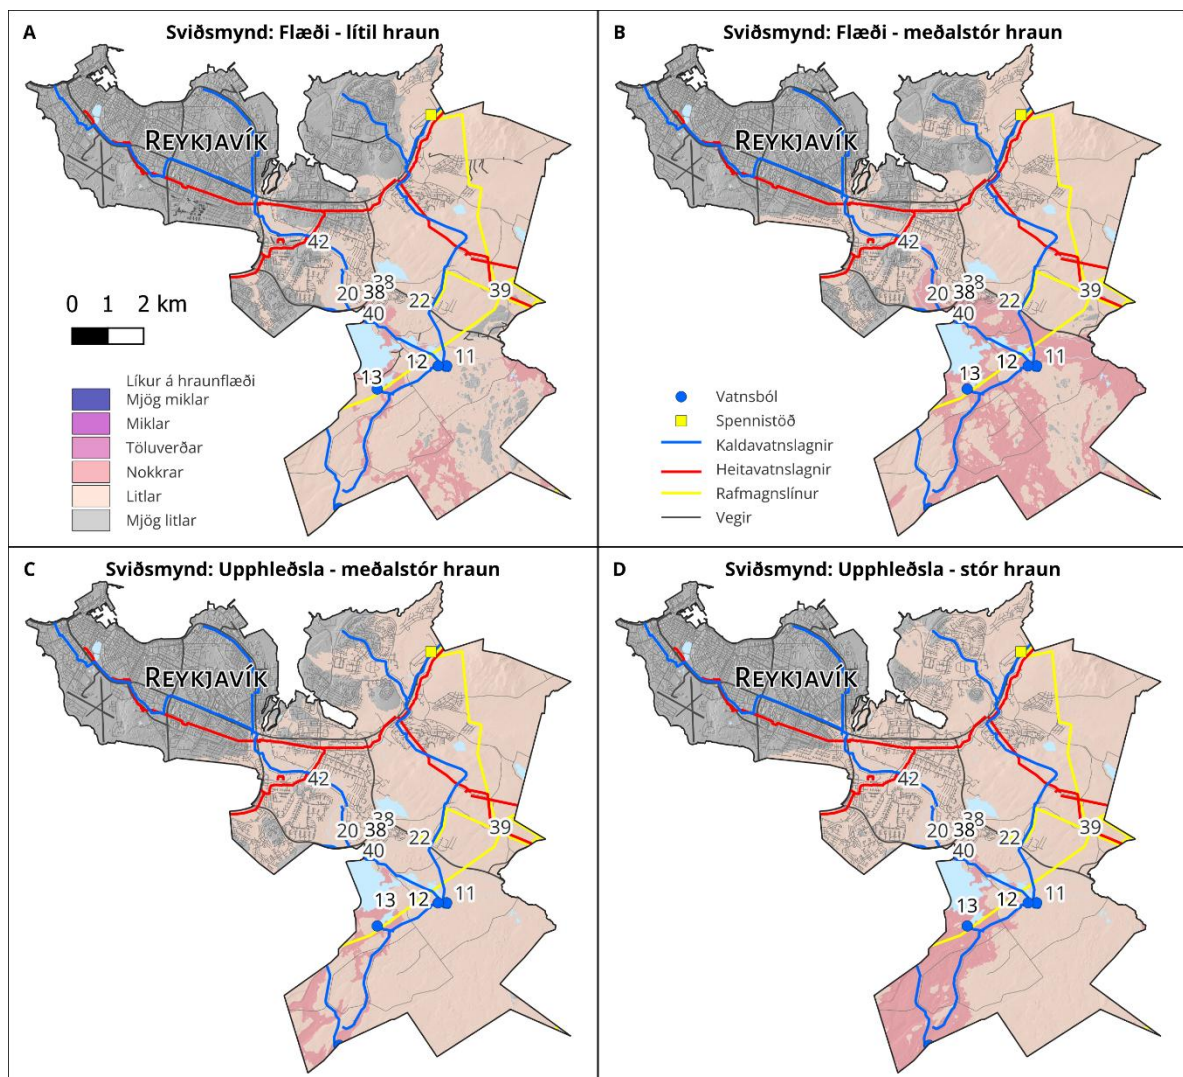 A
Sviðsmynd: Flæði - lítil hraun
REYKJAVÍK
42
20
38
38
40
22
39
12
11
13
0 1 2 km
Líkur á hraunflæði
Mjög miklar
Miklar
Töluverðar
Nokkrar
Litlar
Mjög litlar
B
Sviðsmynd: Flæði - meðalstór hraun
REYKJAVÍK
42
20
38
38
40
22
39
12
11
13
Vatnsból
Spennistöð
Kaldavatnslagnir
Heitavatnslagnir
Rafmagnslínur
Vegir
C
Sviðsmynd: Upphleðsla - meðalstór hraun
REYKJAVÍK
42
20
38
38
40
22
39
13
12
11
D
Sviðsmynd: Upphleðsla - stór hraun
REYKJAVÍK
42
20
38
38
40
22
39
13
12
11